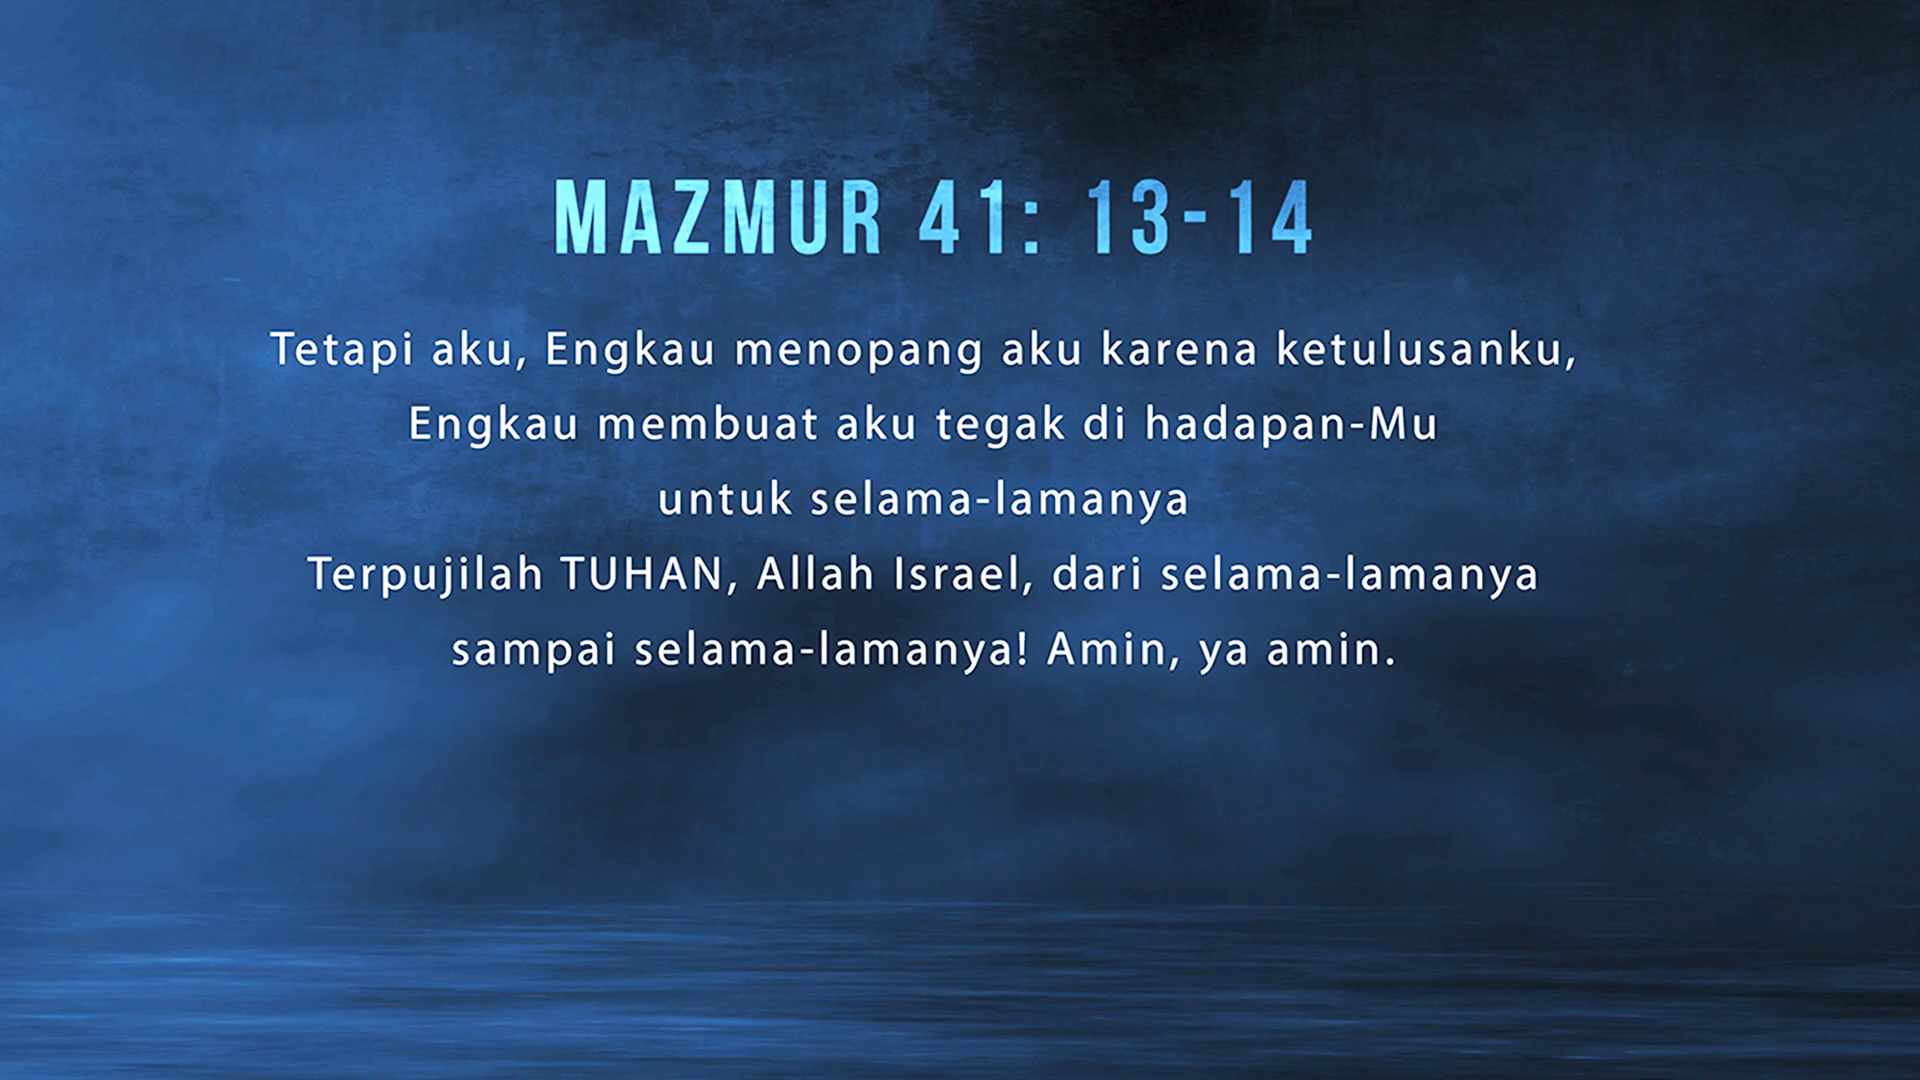 MAZMUR 41: 13-14
Tetapi aku, Engkau menopang aku karena ketulusanku,
Engkau membuat aku tegak di hadapan-Mu
untuk selama-lamanya
Terpujilah TUHAN, Allah Israel, dari selama-lamanya
sampai selama-lamanya! Amin, ya amin.